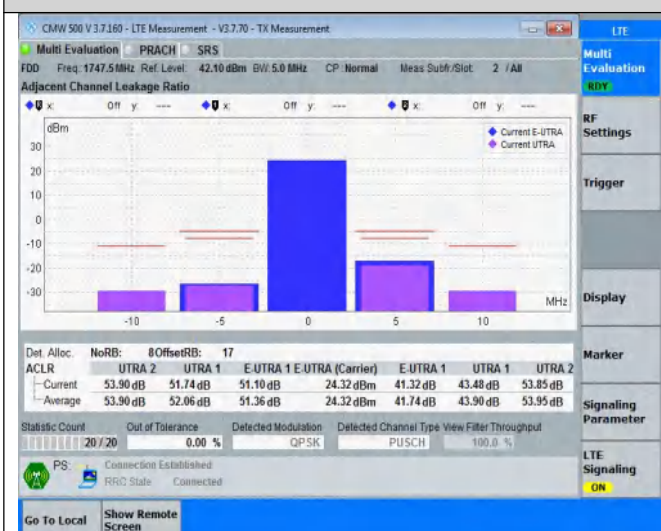 CMW 500 V 3.7.160 - LTE Measurement - V3.7.70 - TX Measurement
LTE
Multi Evaluation PRACH SRS
Multi Evaluation
RDY
FDD Freq.: 1747.5 MHz Ref. Level: 42.10 dBm BW: 5.0 MHz CP: Normal Meas Subfr./Slot: 2 / All
Adjacent Channel Leakage Ratio
x: Off y: --- x: Off y: --- x: Off y: ---
dBm
Current E-UTRA
Current UTRA
30
20
10
0
-10
-20
-30
MHz
-10 -5 0 5 10
RF Settings
Trigger
Display
Marker
Signaling Parameter
LTE Signaling
ON
Det. Alloc. NoRB: 8 OffsetRB: 17
ACLR UTRA 2 UTRA 1 E-UTRA 1 E-UTRA (Carrier) E-UTRA 1 UTRA 1 UTRA 2
Current 53.90 dB 51.74 dB 51.10 dB 24.32 dBm 41.32 dB 43.48 dB 53.85 dB
Average 53.90 dB 52.06 dB 51.36 dB 24.32 dBm 41.74 dB 43.90 dB 53.95 dB
Statistic Count Out of Tolerance Detected Modulation Detected Channel Type View Filter Throughput
20 / 20 0.00 % QPSK PUSCH 100.0 %
PS: Connection Established
RRC State Connected
Go To Local Show Remote Screen